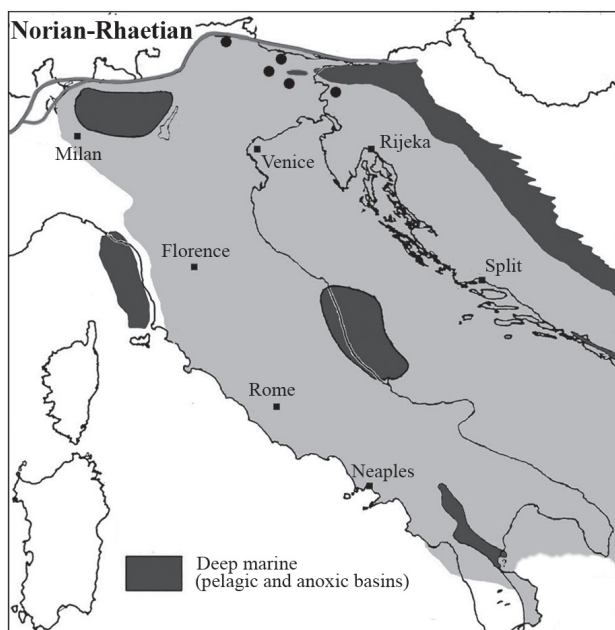 Norian-Rhaetian
Milan
Venice
Rijeka
Florence
Split
Rome
Neaples
?
Deep marine
(pelagic and anoxic basins)